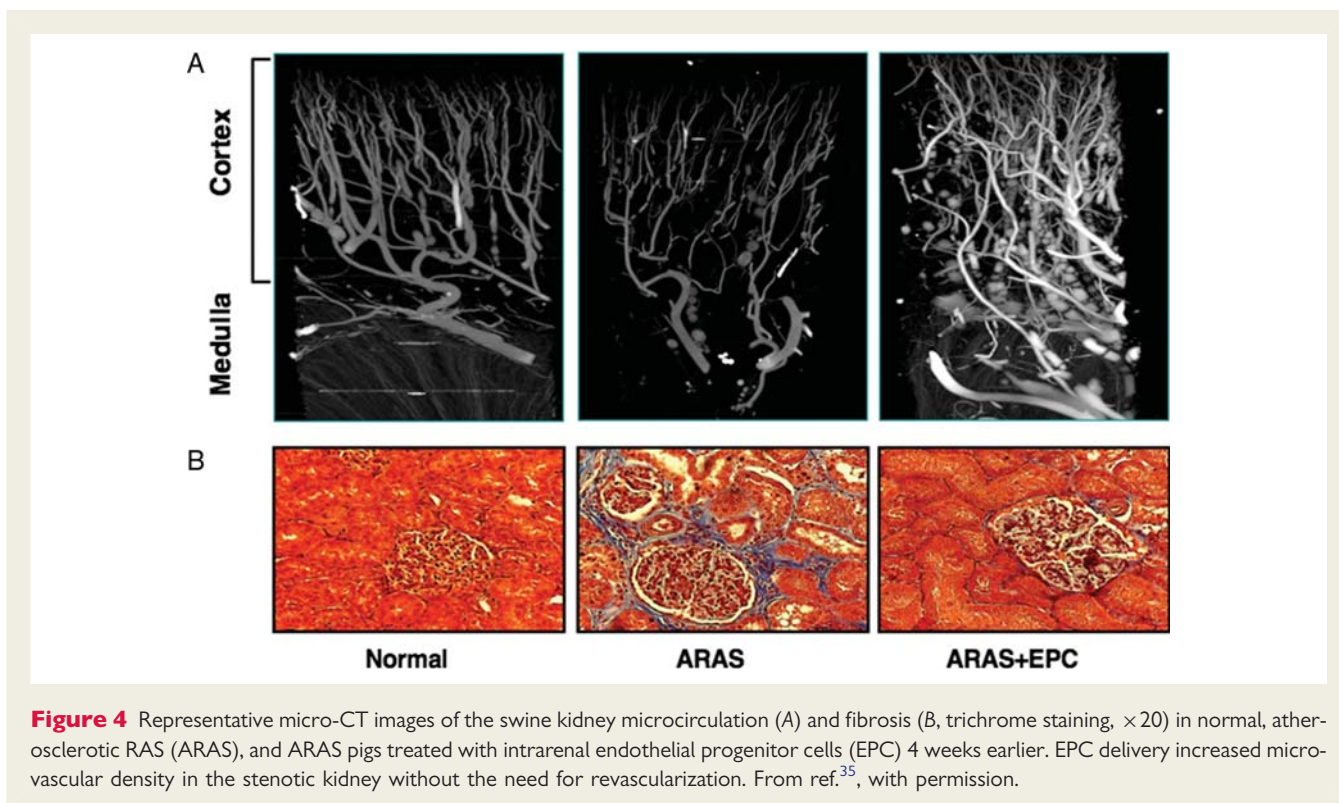 A
Cortex
Medulla
B
Normal
ARAS
ARAS+EPC
Figure 4 Representative micro-CT images of the swine kidney microcirculation (A) and fibrosis (B, trichrome staining, ×20) in normal, ather-
osclerotic RAS (ARAS), and ARAS pigs treated with intrarenal endothelial progenitor cells (EPC) 4 weeks earlier. EPC delivery increased micro-
vascular density in the stenotic kidney without the need for revascularization. From ref.35, with permission.